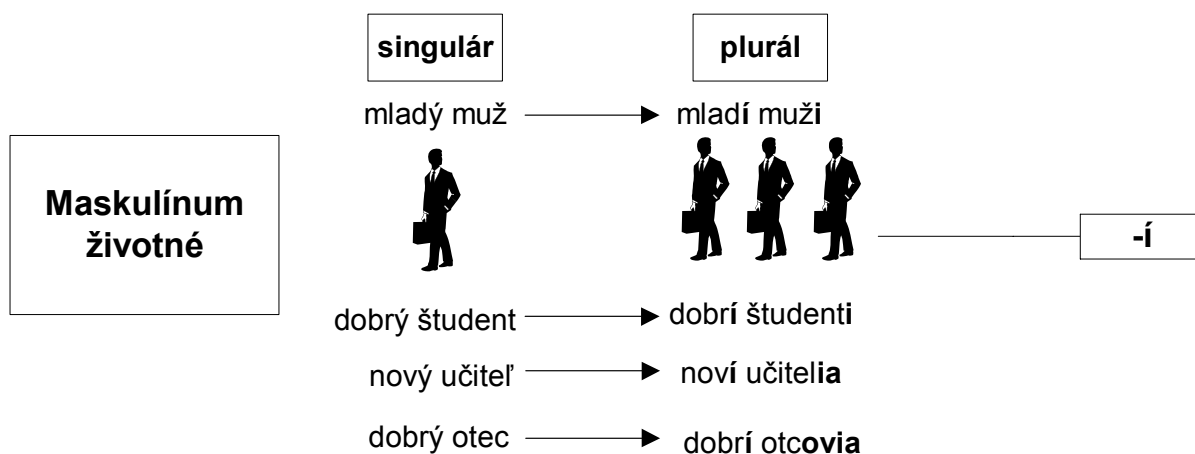 singulár plurál
mladý muž mladí muži
Maskulínum
životné
-í
dobrý študent dobrí študenti
nový učiteľ noví učitelia
dobrý otec dobrí otcovia